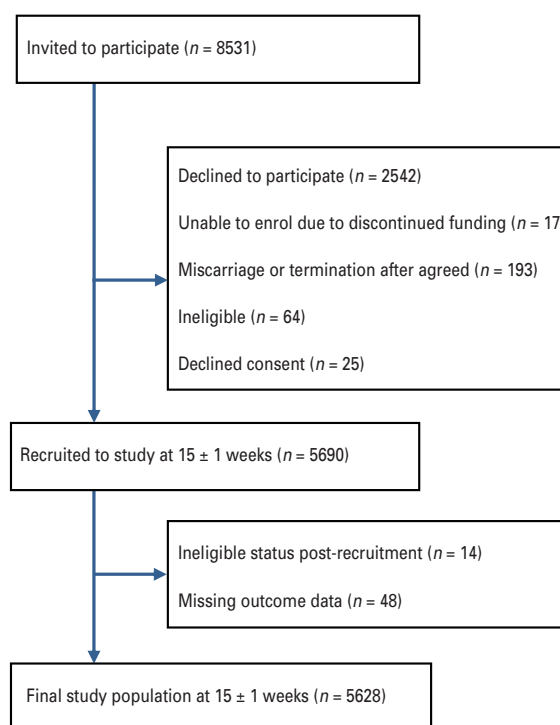 Invited to participate (n = 8531)
Declined to participate (n = 2542)
Unable to enrol due to discontinued funding (n = 17
Miscarriage or termination after agreed (n = 193)
Ineligible (n = 64)
Declined consent (n = 25)
Recruited to study at 15 ± 1 weeks (n = 5690)
Ineligible status post-recruitment (n = 14)
Missing outcome data (n = 48)
Final study population at 15 ± 1 weeks (n = 5628)